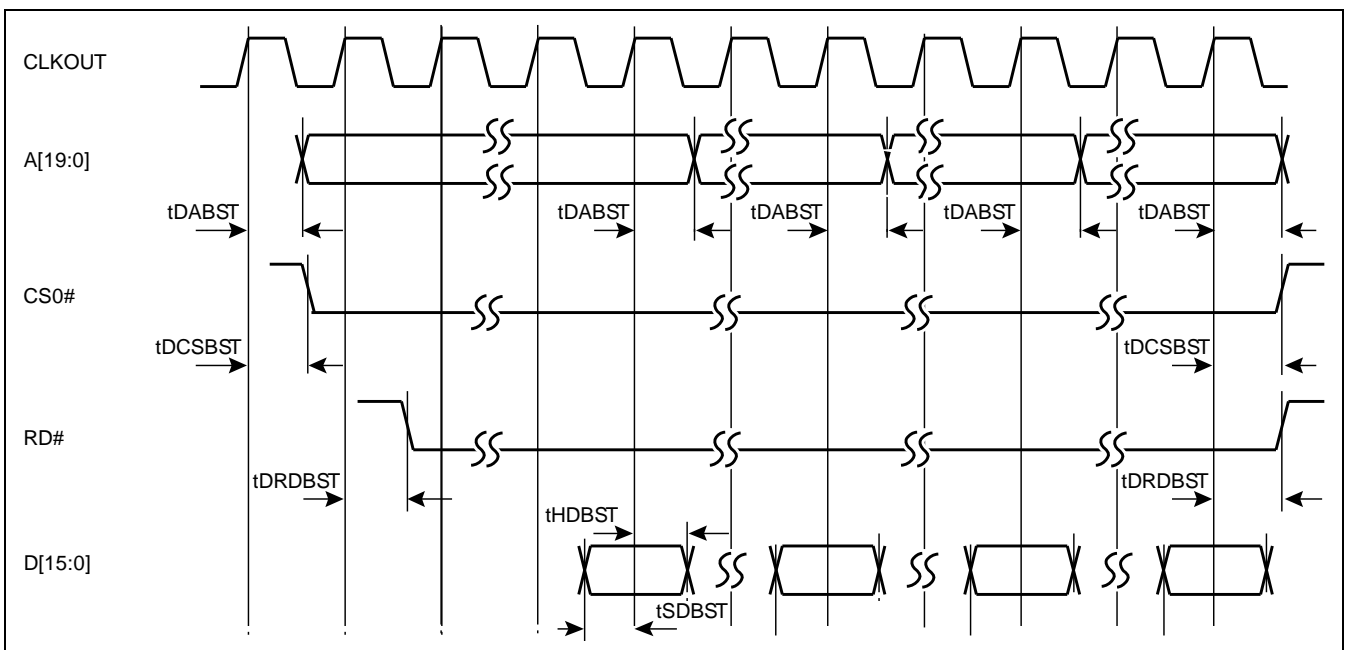 CLKOUT
A[19:0]
tDABST tDABST tDABST tDABST tDABST
CS0#
tDCSBST tDCSBST
RD#
tDRDBST tDRDBST
tHDBST
D[15:0]
tSDBST